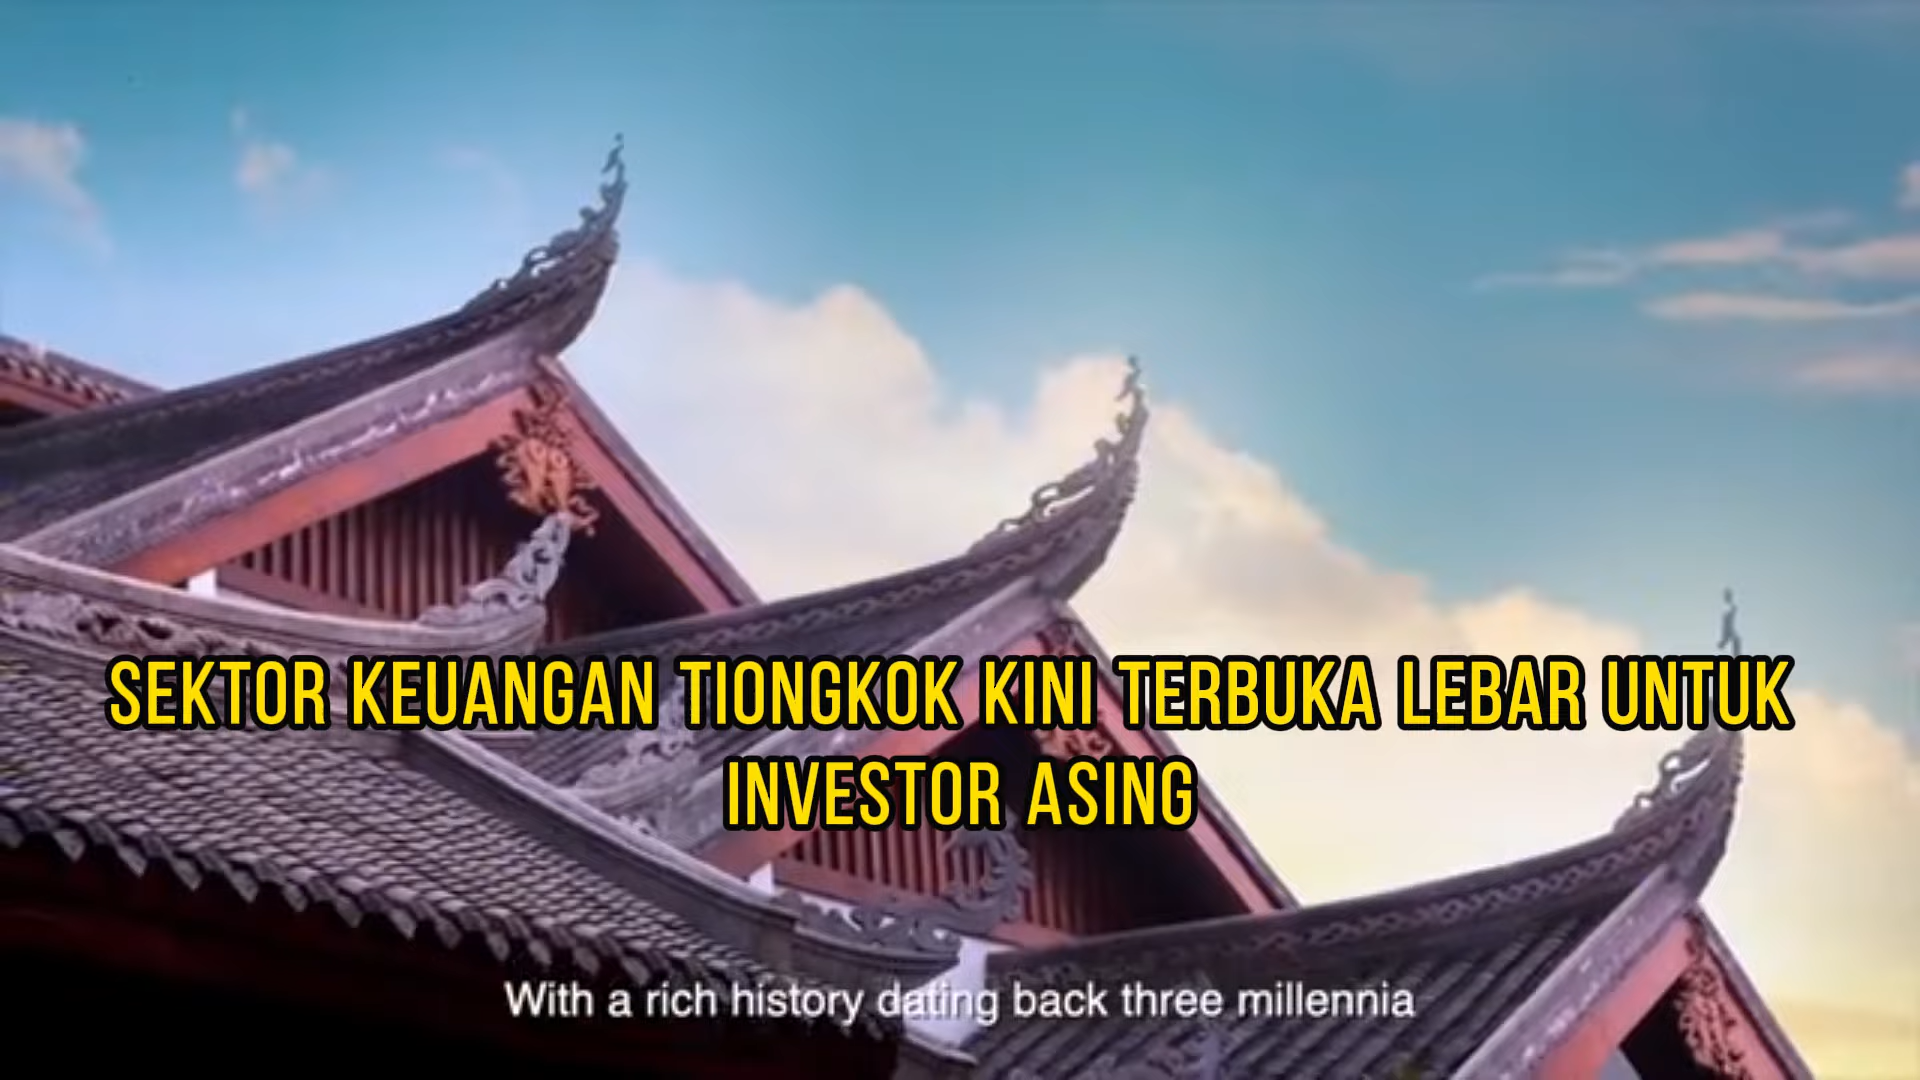 SEKTOR KEUANGAN TIONGKOK KINI TERBUKA LEBAR UNTUK
INVESTOR ASING
With a rich history dating back three millennia